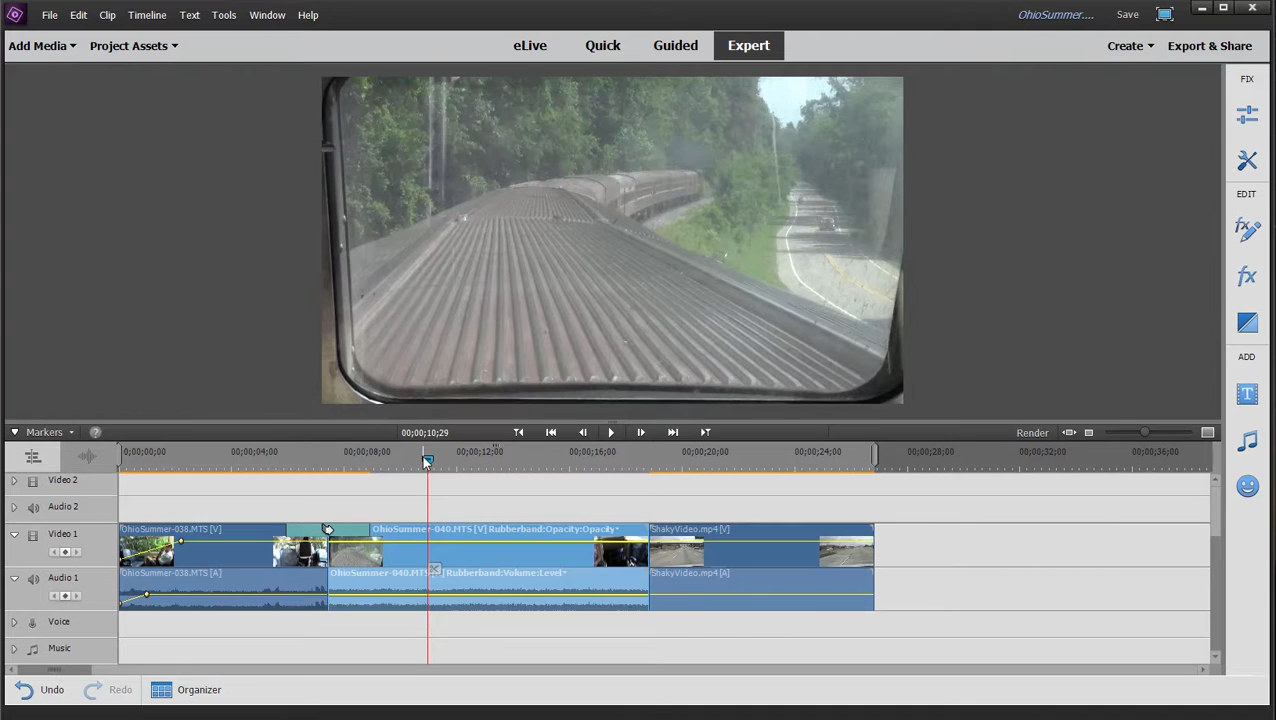 File Edit Clip Timeline Text Tools Window Help OhioSummer.... Save
Add Media Project Assets eLive Quick Guided Expert Create Export & Share
FIX
EDIT
ADD
Markers 00;00;10;29 Render
0;00;00;00 00;00;04;00 00;00;08;00 00;00;12;00 00;00;16;00 00;00;20;00 00;00;24;00 00;00;28;00 00;00;32;00 00;00;36;00
Video 2
Audio 2
Video 1 OhioSummer-038.MTS [V] OhioSummer-040.MTS [V] Rubberband:Opacity:Opacity ShakyVideo.mp4 [V]
Audio 1 OhioSummer-038.MTS [A] OhioSummer-040.MTS Rubberband:Volume:Level ShakyVideo.mp4 [A]
Voice
Music
Undo Redo Organizer